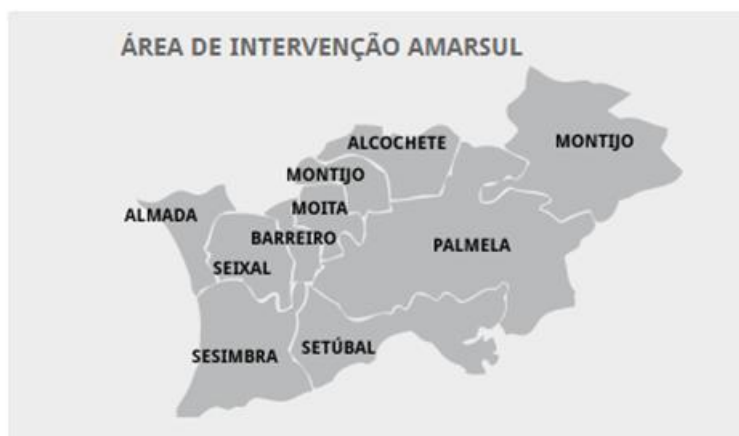 ÁREA DE INTERVENÇÃO AMARSUL
ALCOCHETE
MONTIJO
MONTIJO
MOITA
ALMADA
BARREIRO
PALMELA
SEIXAL
SETÚBAL
SESIMBRA